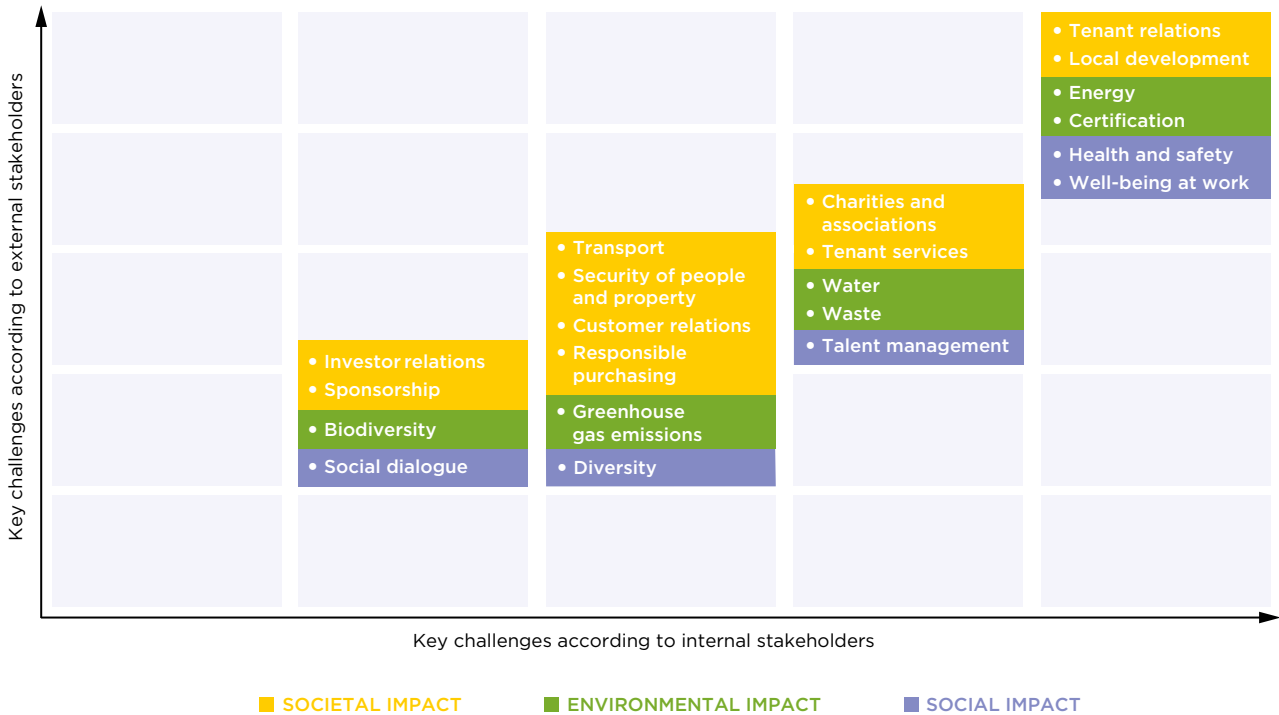 Key challenges according to external stakeholders
• Investor relations
• Sponsorship
• Biodiversity
• Social dialogue
• Transport
• Security of people
and property
• Customer relations
• Responsible
purchasing
• Greenhouse
gas emissions
• Diversity
• Charities and
associations
• Tenant services
• Water
• Waste
• Talent management
• Tenant relations
• Local development
• Energy
• Certification
• Health and safety
• Well-being at work
Key challenges according to internal stakeholders
SOCIETAL IMPACT
ENVIRONMENTAL IMPACT
SOCIAL IMPACT